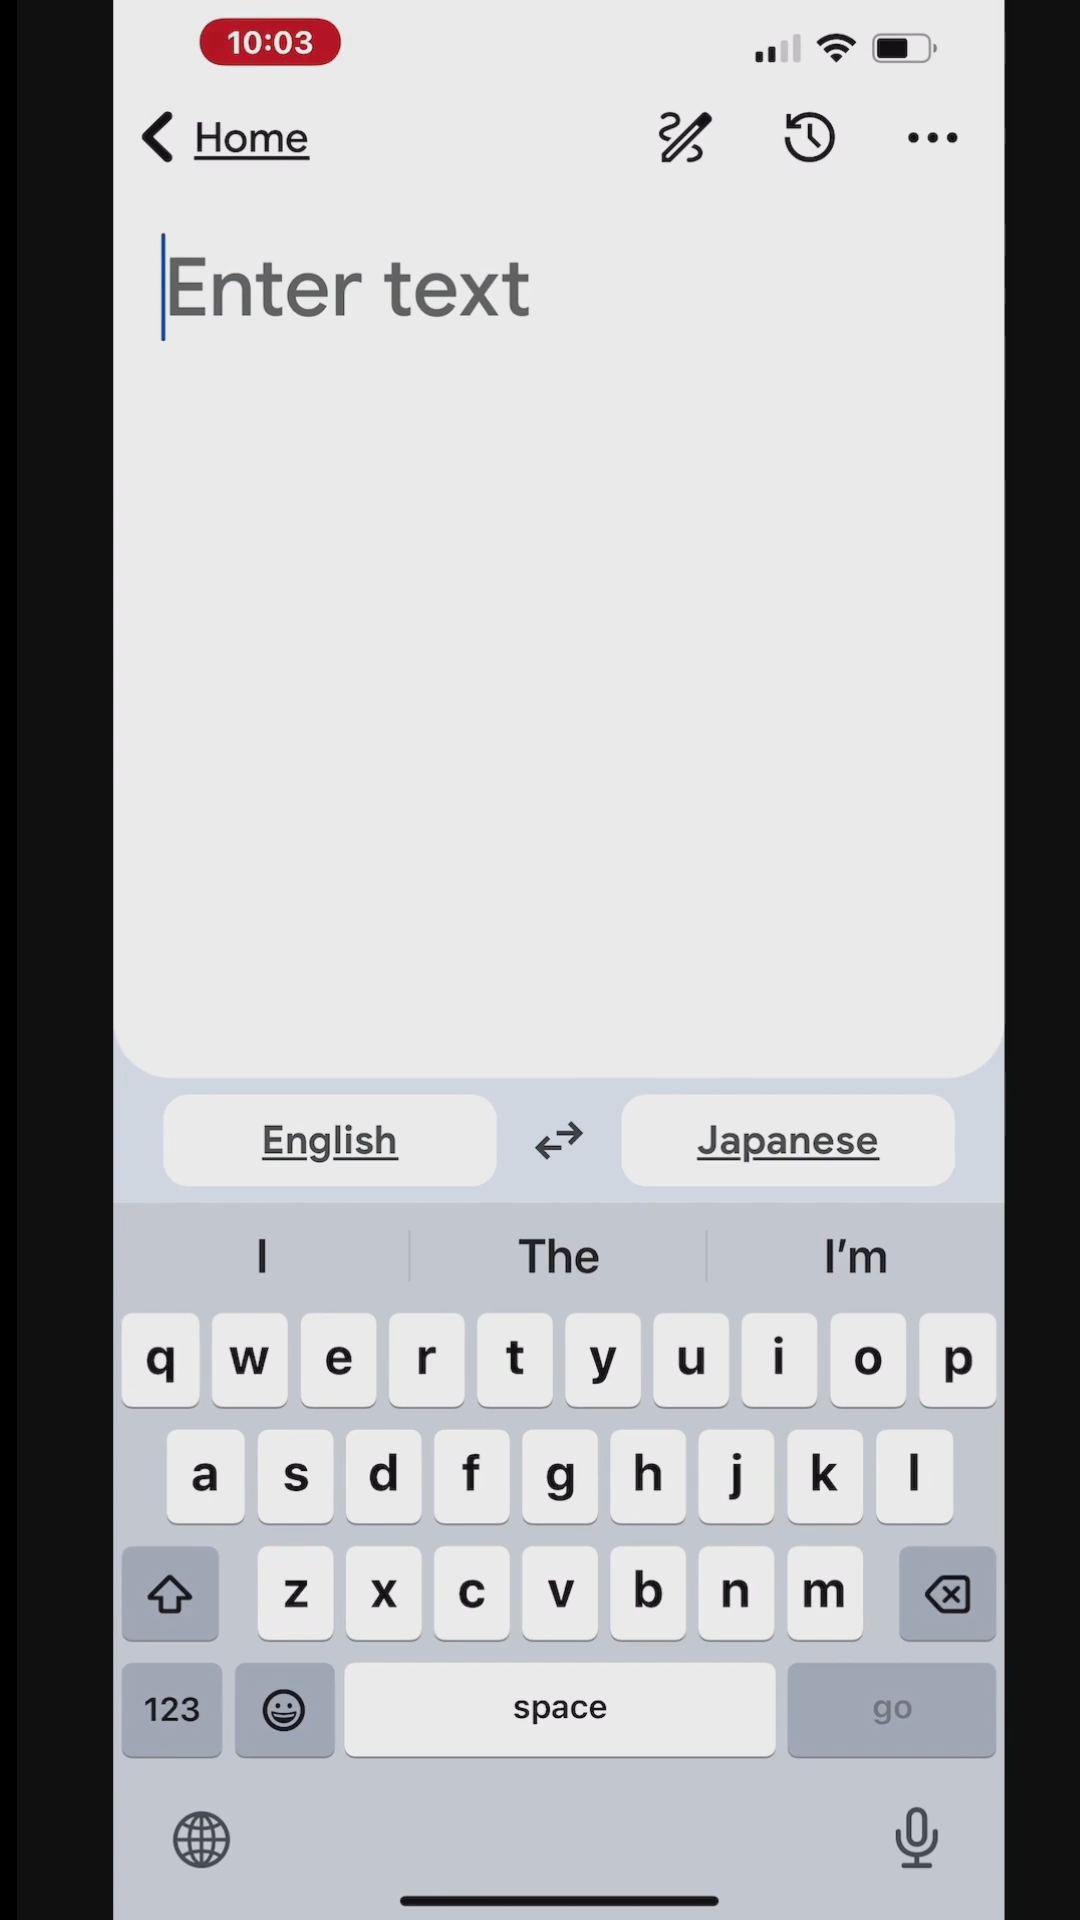 10:03
Home
Enter text
English Japanese
I The I'm
q w e r t y u i o p
a s d f g h j k l
z x c v b n m
123 space go